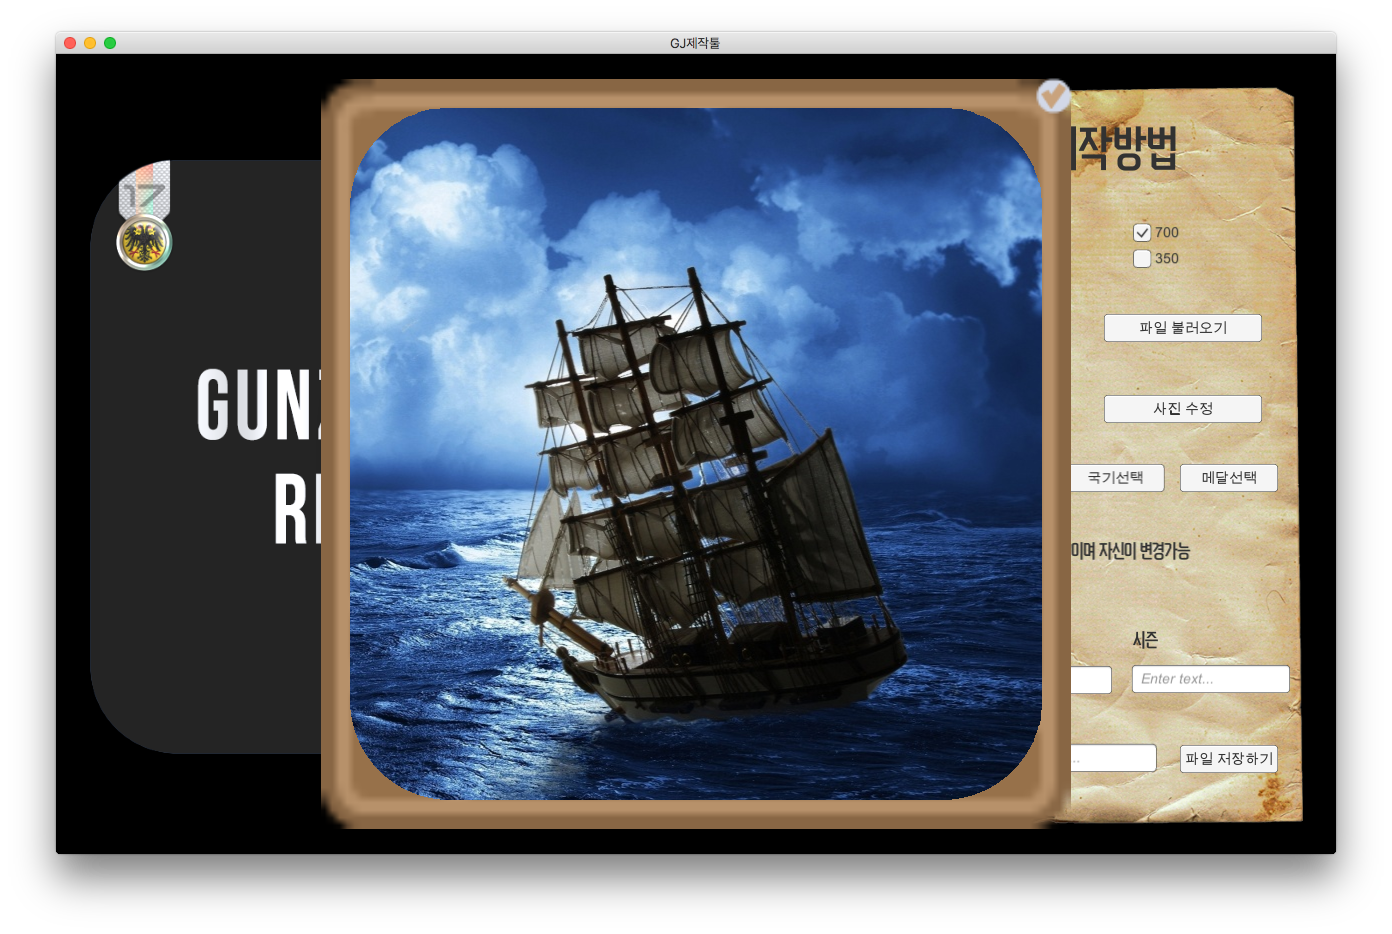 GJ제작툴
작방법
17
700
350
파일 불러오기
GUN
사진 수정
국기선택
메달선택
R
이며 자신이 변경가능
시즌
Enter text...
...
파일 저장하기